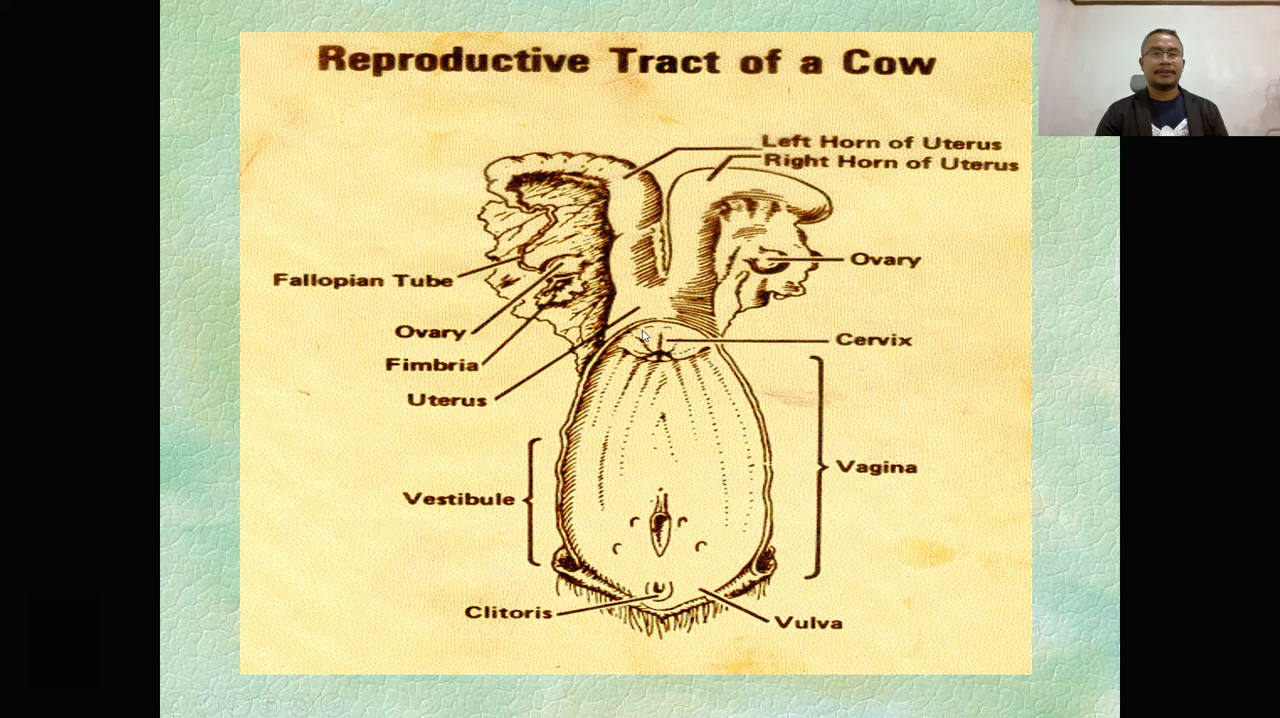 Reproductive Tract of a Cow
Left Horn of Uterus
Right Horn of Uterus
Fallopian Tube
Ovary
Ovary
Fimbria
Cervix
Uterus
Vagina
Vestibule
Clitoris
Vulva